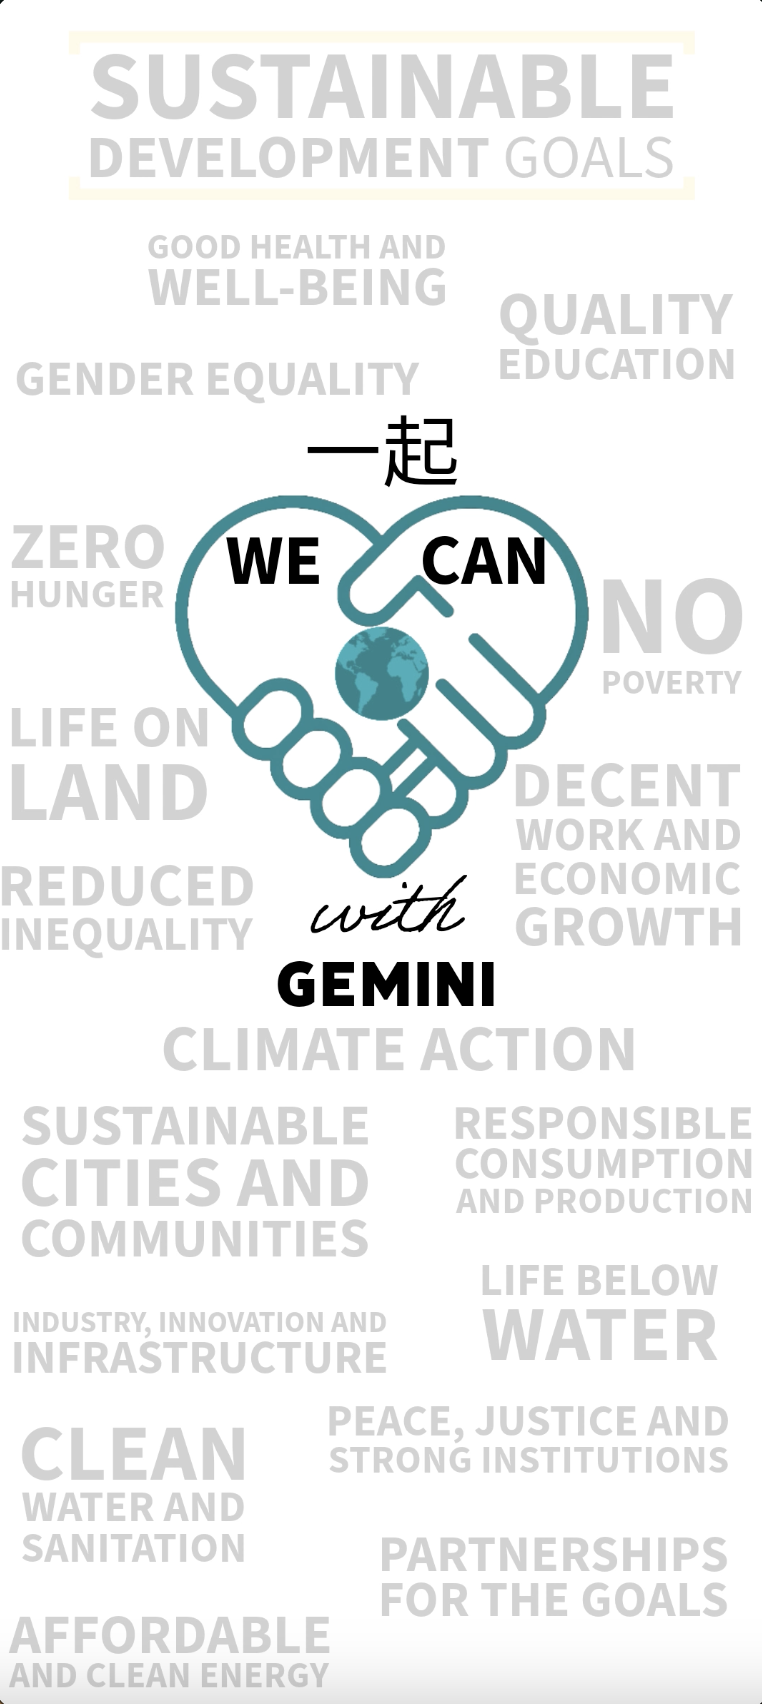 SUSTAINABLE
DEVELOPMENT GOALS
GOOD HEALTH AND
WELL-BEING
QUALITY
EDUCATION
GENDER EQUALITY
一起
WE CAN
ZERO
HUNGER
NO
POVERTY
LIFE ON
LAND
DECENT
WORK AND
ECONOMIC
GROWTH
REDUCED
INEQUALITY
with
GEMINI
CLIMATE ACTION
SUSTAINABLE
CITIES AND
COMMUNITIES
RESPONSIBLE
CONSUMPTION
AND PRODUCTION
LIFE BELOW
WATER
INDUSTRY, INNOVATION AND
INFRASTRUCTURE
PEACE, JUSTICE AND
STRONG INSTITUTIONS
CLEAN
WATER AND
SANITATION
PARTNERSHIPS
FOR THE GOALS
AFFORDABLE
AND CLEAN ENERGY